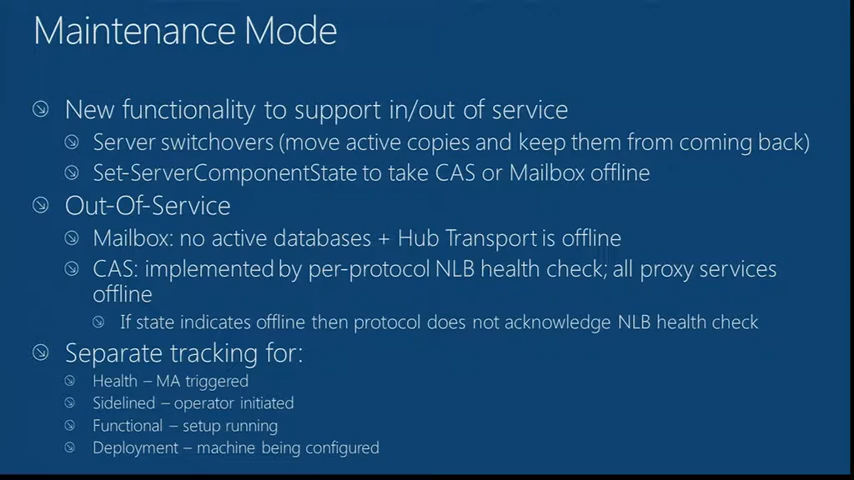 Maintenance Mode
New functionality to support in/out of service
Server switchovers (move active copies and keep them from coming back)
Set-ServerComponentState to take CAS or Mailbox offline
Out-Of-Service
Mailbox: no active databases + Hub Transport is offline
CAS: implemented by per-protocol NLB health check; all proxy services
offline
If state indicates offline then protocol does not acknowledge NLB health check
Separate tracking for:
Health – MA triggered
Sidelined – operator initiated
Functional – setup running
Deployment – machine being configured